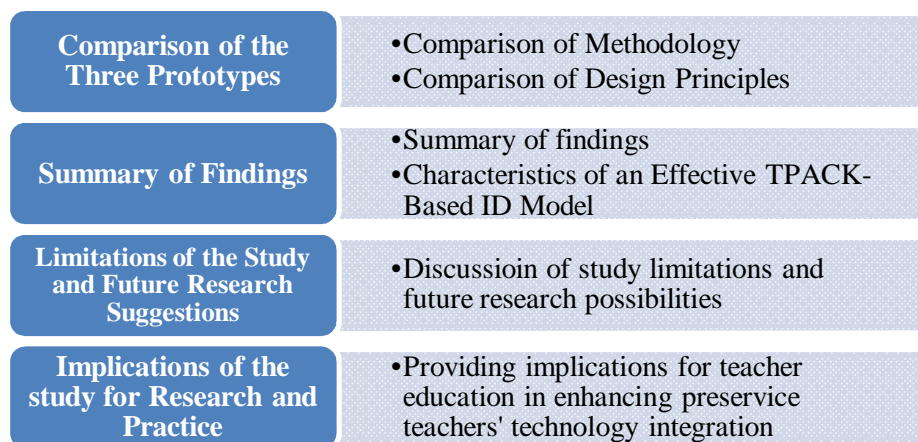 Comparison of the
Three Prototypes
•Comparison of Methodology
•Comparison of Design Principles
Summary of Findings
•Summary of findings
•Characteristics of an Effective TPACK-
Based ID Model
Limitations of the Study
and Future Research
Suggestions
•Discussioin of study limitations and
future research possibilities
Implications of the
study for Research and
Practice
•Providing implications for teacher
education in enhancing preservice
teachers' technology integration